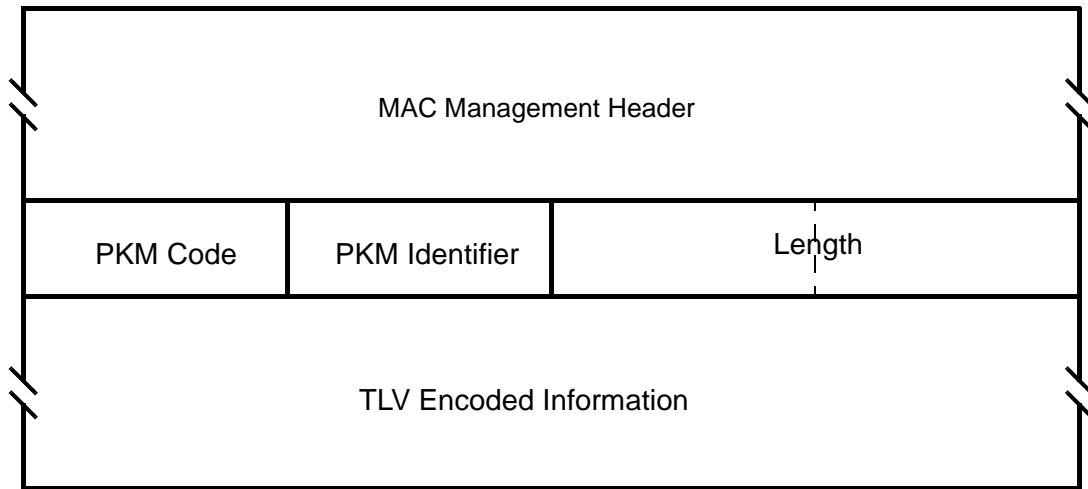 MAC Management Header
PKM Code
PKM Identifier
Length
TLV Encoded Information